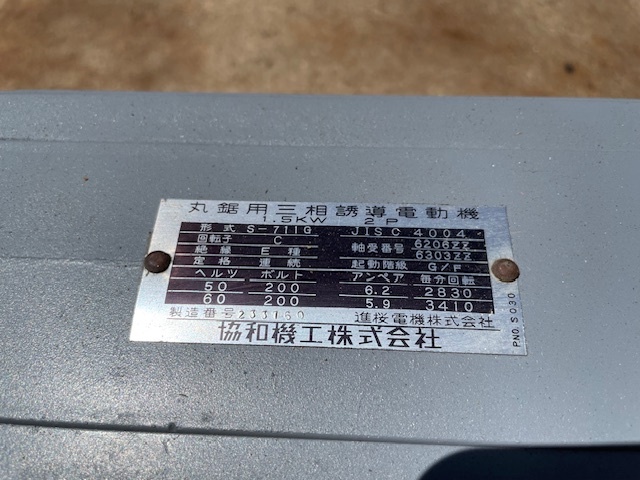 丸鋸用三相誘導電動機
1.5KW 2P
形式 S-711G JISC 4004
回転子 C 軸受番号 6206ZZ
絶縁 E種 6303ZZ
定格 連続 起動階級 G/F
ヘルツ ボルト アンペア 毎分回転
50 200 6.2 2830
60 200 5.9 3410
製造番号 233160 進桜電機株式会社
協和機工株式会社
PNO.S030